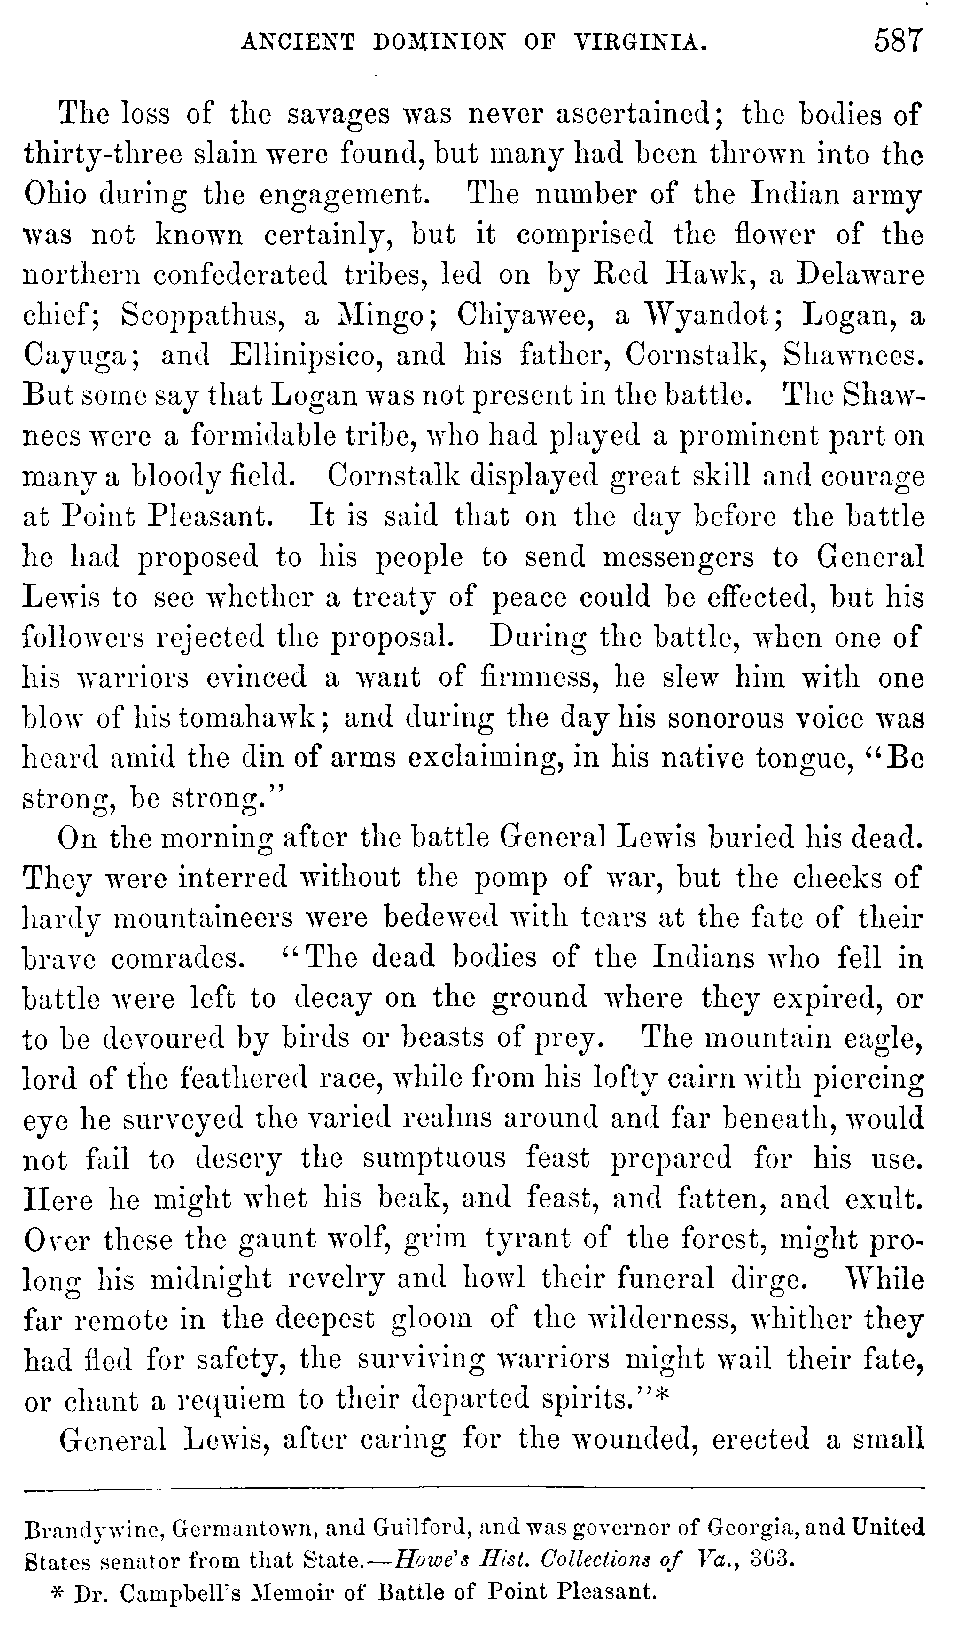 ANCIENT DOMINION OF VIRGINIA. 587
The loss of the savages was never ascertained; the bodies of
thirty-three slain were found, but many had been thrown into the
Ohio during the engagement. The number of the Indian army
was not known certainly, but it comprised the flower of the
northern confederated tribes, led on by Red Hawk, a Delaware
chief; Scoppathus, a Mingo; Chiyawee, a Wyandot; Logan, a
Cayuga; and Ellinipsico, and his father, Cornstalk, Shawnees.
But some say that Logan was not present in the battle. The Shaw-
nees were a formidable tribe, who had played a prominent part on
many a bloody field. Cornstalk displayed great skill and courage
at Point Pleasant. It is said that on the day before the battle
he had proposed to his people to send messengers to General
Lewis to see whether a treaty of peace could be effected, but his
followers rejected the proposal. During the battle, when one of
his warriors evinced a want of firmness, he slew him with one
blow of his tomahawk; and during the day his sonorous voice was
heard amid the din of arms exclaiming, in his native tongue, "Be
strong, be strong."
On the morning after the battle General Lewis buried his dead.
They were interred without the pomp of war, but the cheeks of
hardy mountaineers were bedewed with tears at the fate of their
brave comrades. "The dead bodies of the Indians who fell in
battle were left to decay on the ground where they expired, or
to be devoured by birds or beasts of prey. The mountain eagle,
lord of the feathered race, while from his lofty cairn with piercing
eye he surveyed the varied realms around and far beneath, would
not fail to descry the sumptuous feast prepared for his use.
Here he might whet his beak, and feast, and fatten, and exult.
Over these the gaunt wolf, grim tyrant of the forest, might pro-
long his midnight revelry and howl their funeral dirge. While
far remote in the deepest gloom of the wilderness, whither they
had fled for safety, the surviving warriors might wail their fate,
or chant a requiem to their departed spirits."*
General Lewis, after caring for the wounded, erected a small
Brandywine, Germantown, and Guilford, and was governor of Georgia, and United
States senator from that State.—Howe's Hist. Collections of Va., 363.
* Dr. Campbell's Memoir of Battle of Point Pleasant.